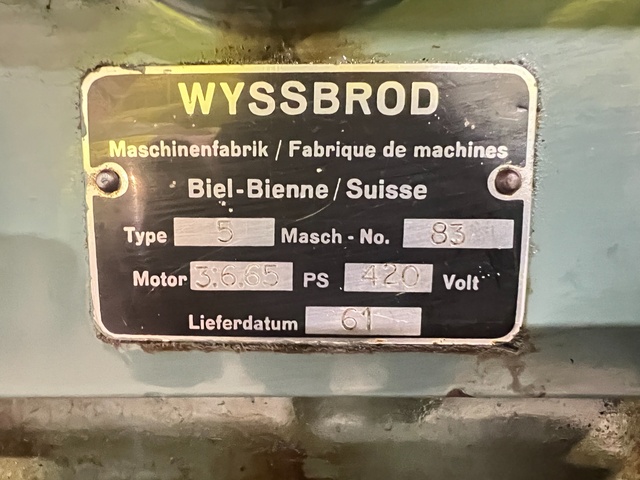 WYSSBROD
Maschinenfabrik / Fabrique de machines
Biel-Bienne / Suisse
Type 5 Masch-No. 83
Motor 3.6.65 PS 420 Volt
Lieferdatum 61